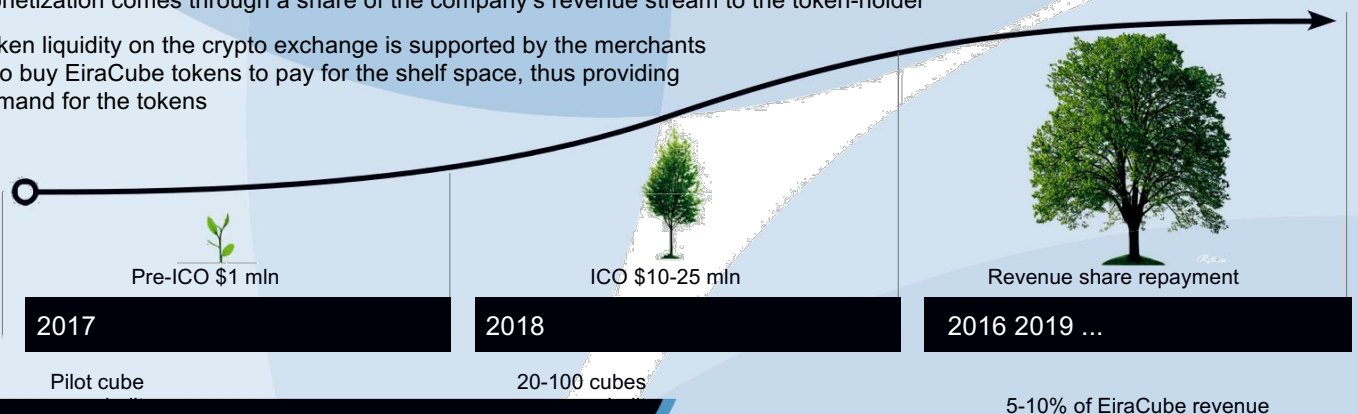 onetization comes through a share of the company's revenue stream to the token-holder
ken liquidity on the crypto exchange is supported by the merchants
o buy EiraCube tokens to pay for the shelf space, thus providing
mand for the tokens
Pre-ICO $1 mln
ICO $10-25 mln
Revenue share repayment
2017
2018
2016 2019 ...
Pilot cube
20-100 cubes
5-10% of EiraCube revenue